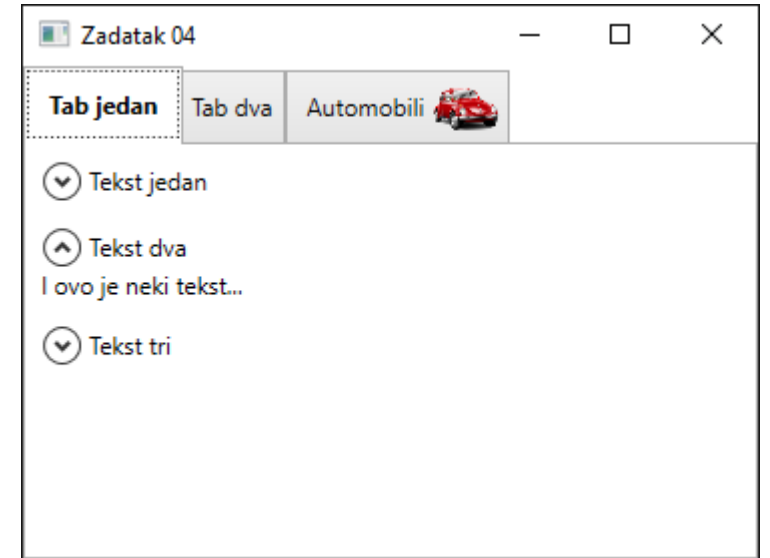 Zadatak 04
Tab jedan Tab dva Automobili
Tekst jedan
Tekst dva
I ovo je neki tekst...
Tekst tri